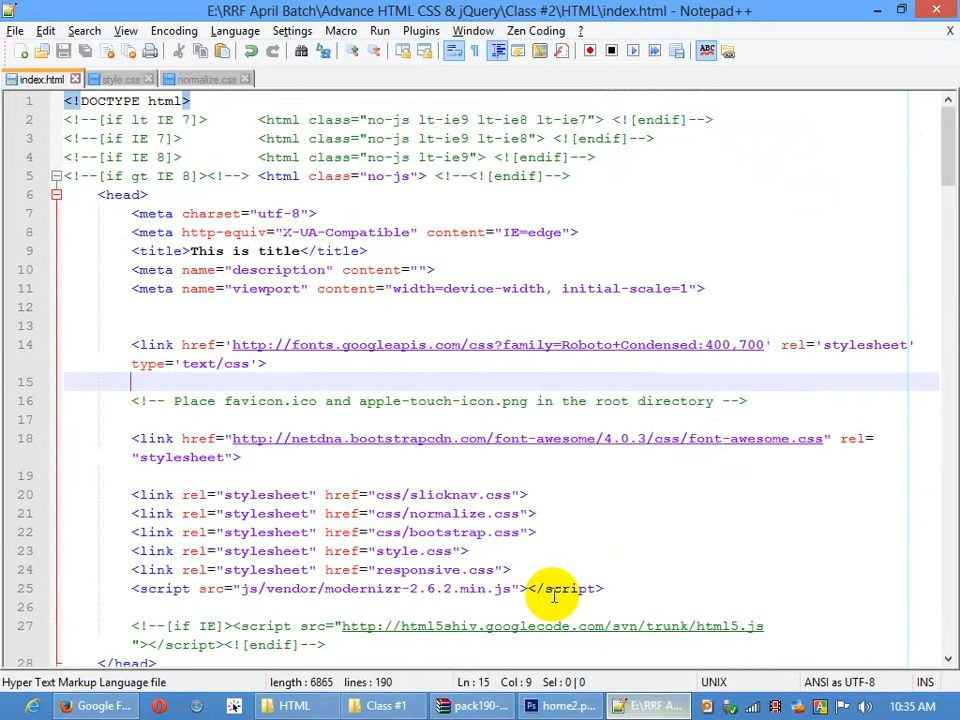 E:\RRF April Batch\Advance HTML CSS & jQuery\Class #2\HTML\index.html - Notepad++
File Edit Search View Encoding Language Settings Macro Run Plugins Window Zen Coding ? X
index.html style.css normalize.css
1 <!DOCTYPE html>
2 <!--[if lt IE 7]> <html class="no-js lt-ie9 lt-ie8 lt-ie7"> <![endif]-->
3 <!--[if IE 7]> <html class="no-js lt-ie9 lt-ie8"> <![endif]-->
4 <!--[if IE 8]> <html class="no-js lt-ie9"> <![endif]-->
5 <!--[if gt IE 8]><!--> <html class="no-js"> <!--<![endif]-->
6 <head>
7 <meta charset="utf-8">
8 <meta http-equiv="X-UA-Compatible" content="IE=edge">
9 <title>This is title</title>
10 <meta name="description" content="">
11 <meta name="viewport" content="width=device-width, initial-scale=1">
12
13
14 <link href='http://fonts.googleapis.com/css?family=Roboto+Condensed:400,700' rel='stylesheet'
type='text/css'>
15
16 <!-- Place favicon.ico and apple-touch-icon.png in the root directory -->
17
18 <link href="http://netdna.bootstrapcdn.com/font-awesome/4.0.3/css/font-awesome.css" rel=
"stylesheet">
19
20 <link rel="stylesheet" href="css/slicknav.css">
21 <link rel="stylesheet" href="css/normalize.css">
22 <link rel="stylesheet" href="css/bootstrap.css">
23 <link rel="stylesheet" href="style.css">
24 <link rel="stylesheet" href="responsive.css">
25 <script src="js/vendor/modernizr-2.6.2.min.js"></script>
26
27 <!--[if IE]><script src="http://html5shiv.googlecode.com/svn/trunk/html5.js
"></script><![endif]-->
28 </head>
Hyper Text Markup Language file length : 6865 lines : 190 Ln : 15 Col : 9 Sel : 0 | 0 UNIX ANSI as UTF-8 INS
Google F... HTML Class #1 pack190-... home2.p... E:\RRF A... 10:35 AM